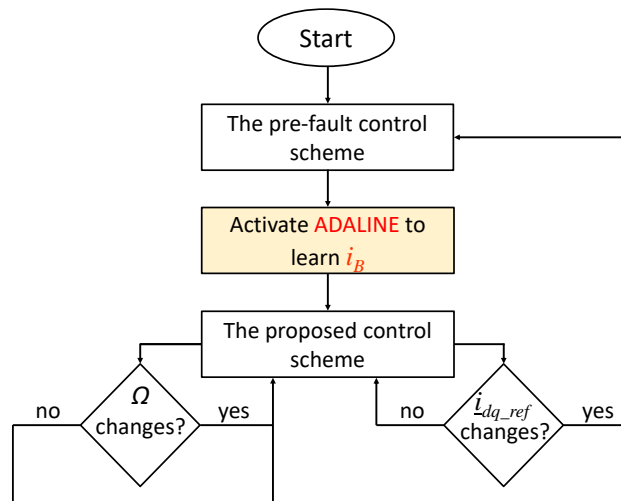 Start
The pre-fault control
scheme
Activate ADALINE to
learn i_B
The proposed control
scheme
Ω
changes?
no
yes
i_dq_ref
changes?
no
yes